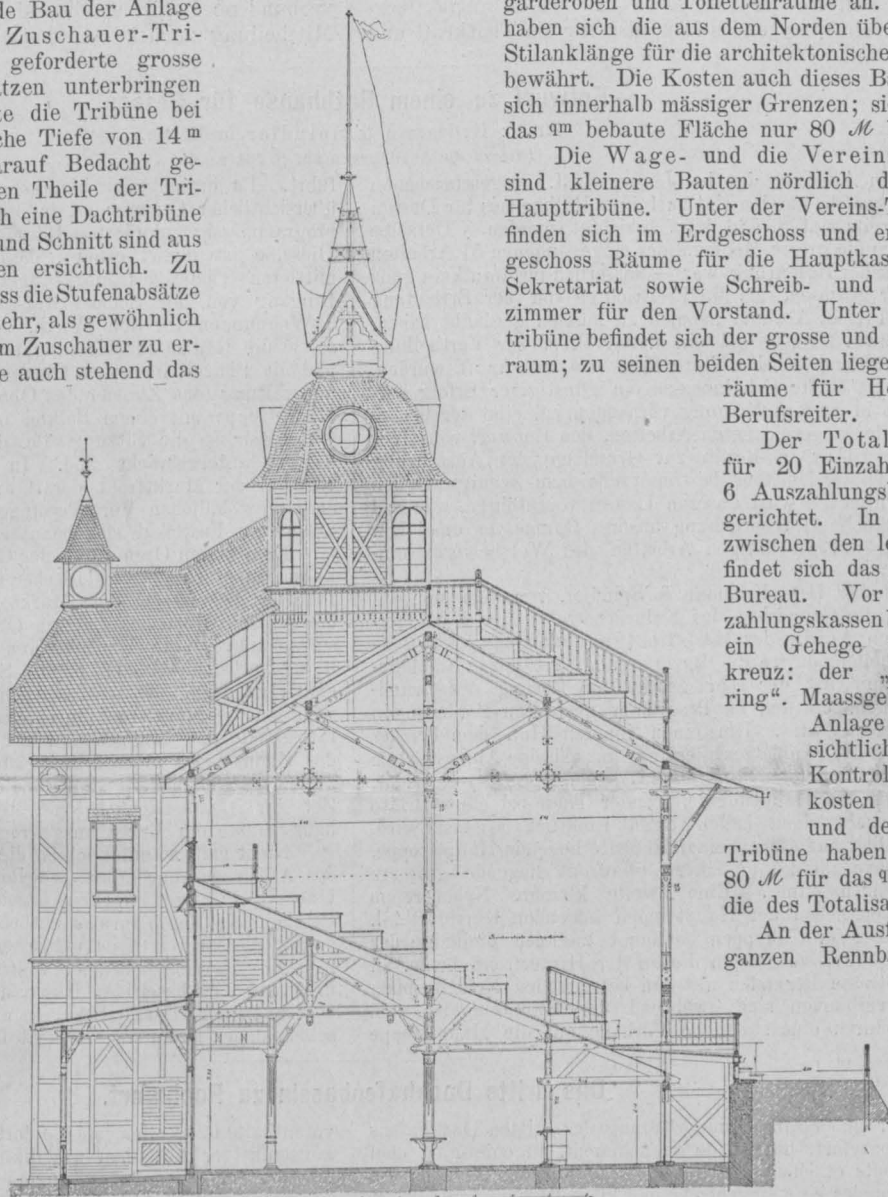 le Bau der Anlage
Zuschauer-Tri-
geforderte grosse
tzen unterbringen
e die Tribüne bei
che Tiefe von 14 m
arauf Bedacht ge-
en Theile der Tri-
h eine Dachtribüne
und Schnitt sind aus
en ersichtlich. Zu
ss die Stufenabsätze
ehr, als gewöhnlich
m Zuschauer zu er-
e auch stehend das
garderoben und Toilettenräume an.
haben sich die aus dem Norden übe
Stilanklänge für die architektonische
bewährt. Die Kosten auch dieses B
sich innerhalb mässiger Grenzen; si
das qm bebaute Fläche nur 80 ℳ
Die Wage- und die Verein
sind kleinere Bauten nördlich d
Haupttribüne. Unter der Vereins-T
finden sich im Erdgeschoss und er
geschoss Räume für die Hauptkas
Sekretariat sowie Schreib- und
zimmer für den Vorstand. Unter
tribüne befindet sich der grosse und
raum; zu seinen beiden Seiten liege
räume für He
Berufsreiter.
Der Total
für 20 Einzah
6 Auszahlungsk
gerichtet. In
zwischen den le
findet sich das
Bureau. Vor
zahlungskassen
ein Gehege
kreuz: der „
ring“. Maassge
Anlage
sichtlich
Kontrol
kosten
und de
Tribüne haben
80 ℳ für das q
die des Totalisa
An der Ausf
ganzen Rennba